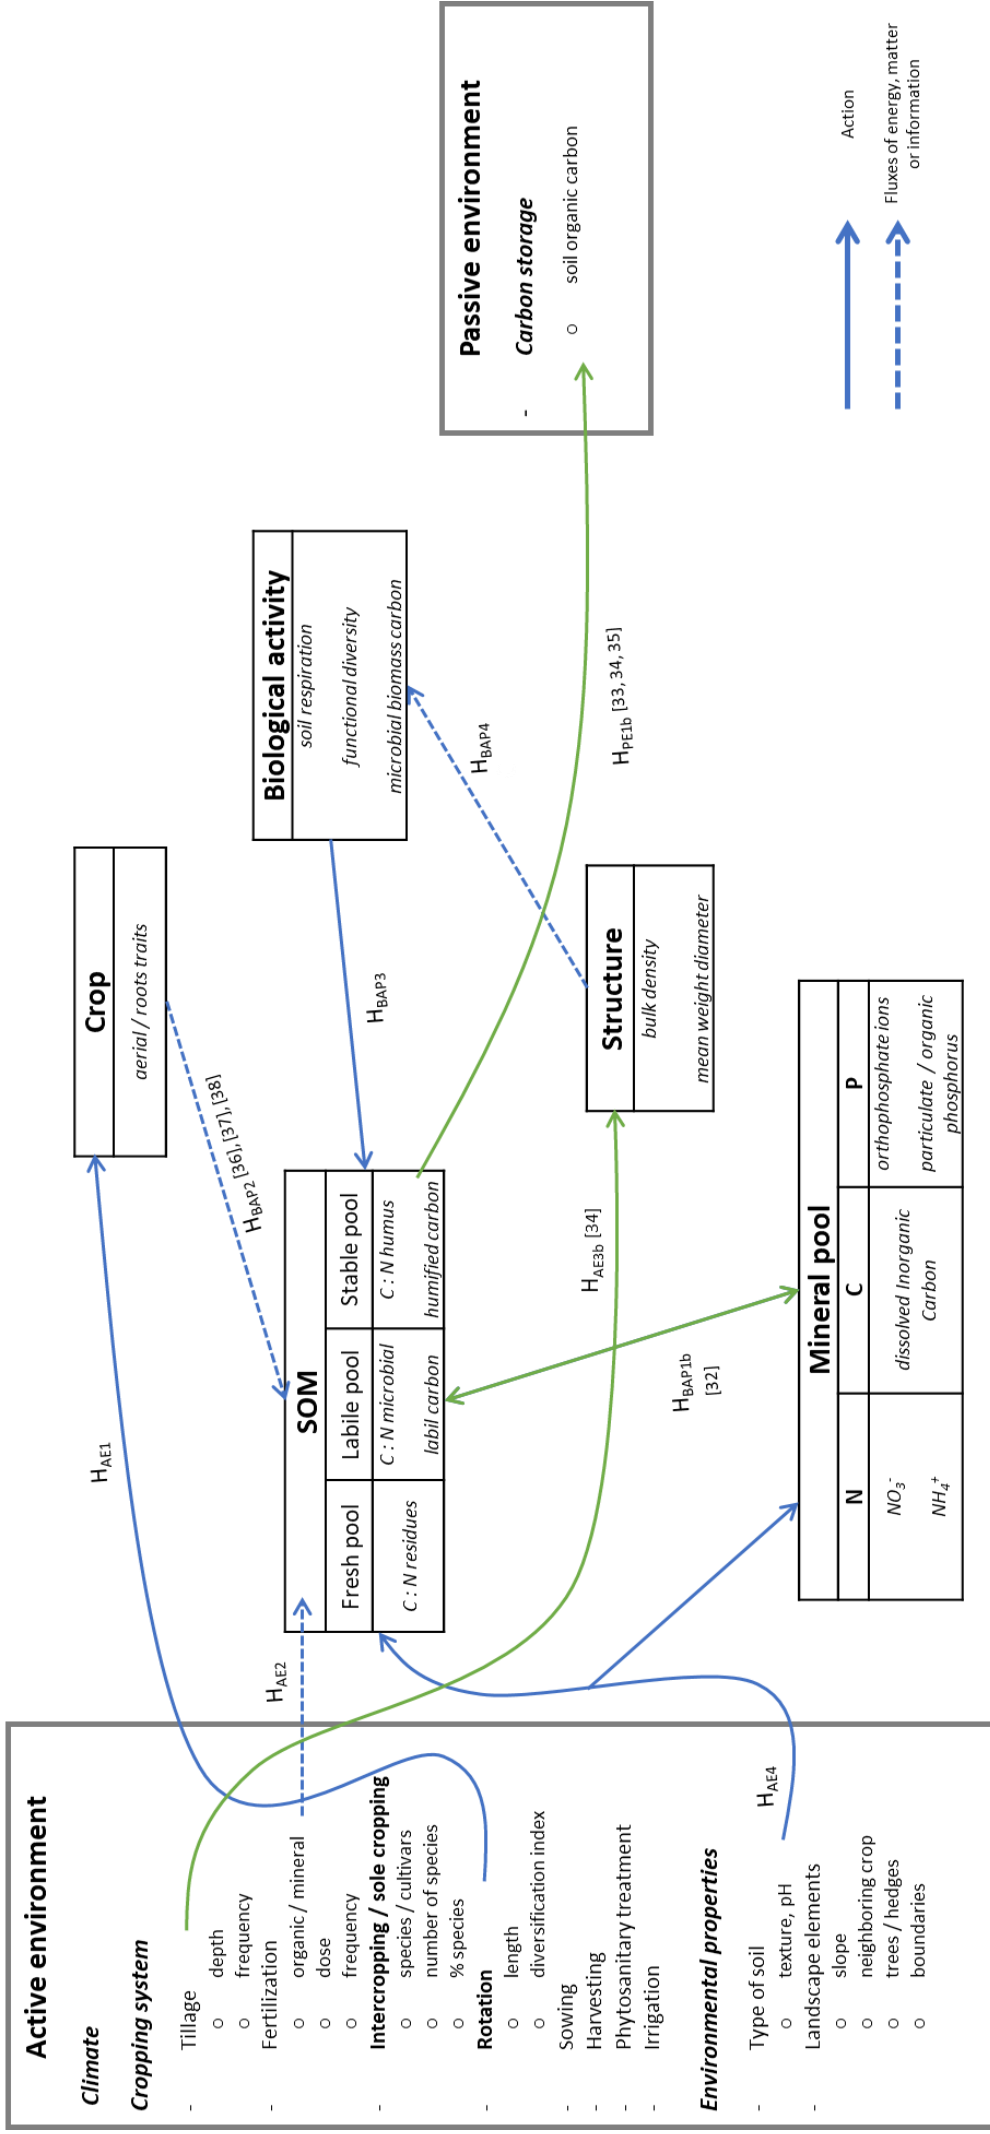 Active environment
Climate
Cropping system
- Tillage
○ depth
○ frequency
- Fertilization
○ organic / mineral
○ dose
○ frequency
- Intercropping / sole cropping
○ species / cultivars
○ number of species
○ % species
- Rotation
○ length
○ diversification index
- Sowing
- Harvesting
- Phytosanitary treatment
- Irrigation
Environmental properties
- Type of soil
○ texture, pH
- Landscape elements
○ slope
○ neighboring crop
○ trees / hedges
○ boundaries
HAE1
HAE2
HAE4
Crop
aerial / roots traits
HBAP2 [36], [37], [38]
SOM
Fresh pool Labile pool Stable pool
C : N residues
C : N microbial
labil carbon
C : N humus
humified carbon
HBAP3
Biological activity
soil respiration
functional diversity
microbial biomass carbon
HBAP4
HAE3b [34]
Structure
bulk density
mean weight diameter
HBAP1b
[32]
Mineral pool
N C P
NO3-
NH4+
dissolved Inorganic
Carbon
orthophosphate ions
particulate / organic
phosphorus
HPE1b [33, 34, 35]
Passive environment
- Carbon storage
○ soil organic carbon
Action
Fluxes of energy, matter
or information